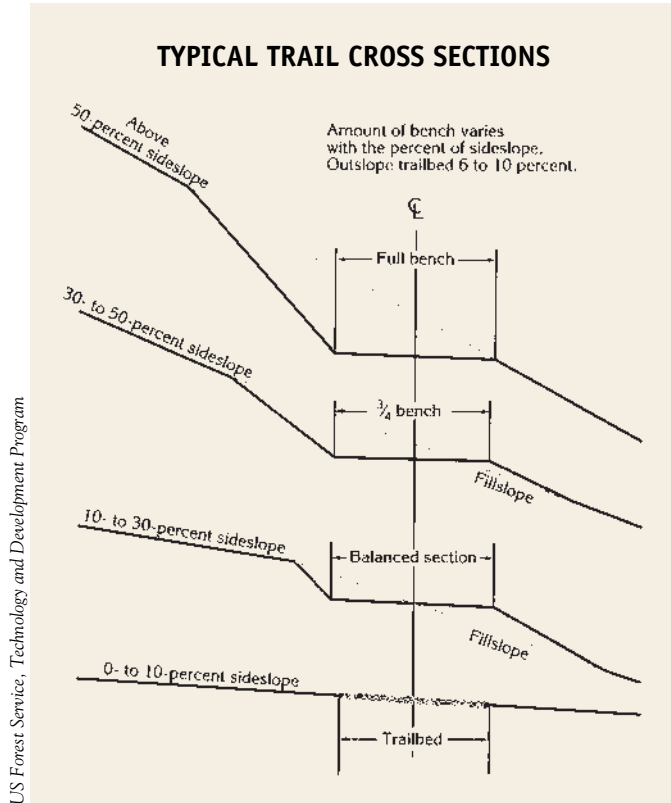 TYPICAL TRAIL CROSS SECTIONS
Above
50-percent sideslope
Amount of bench varies
with the percent of sideslope.
Outslope trailbed 6 to 10 percent.
℄
Full bench
30- to 50-percent sideslope
¾ bench
Fillslope
10- to 30-percent sideslope
Balanced section
Fillslope
0- to 10-percent sideslope
Trailbed
US Forest Service, Technology and Development Program